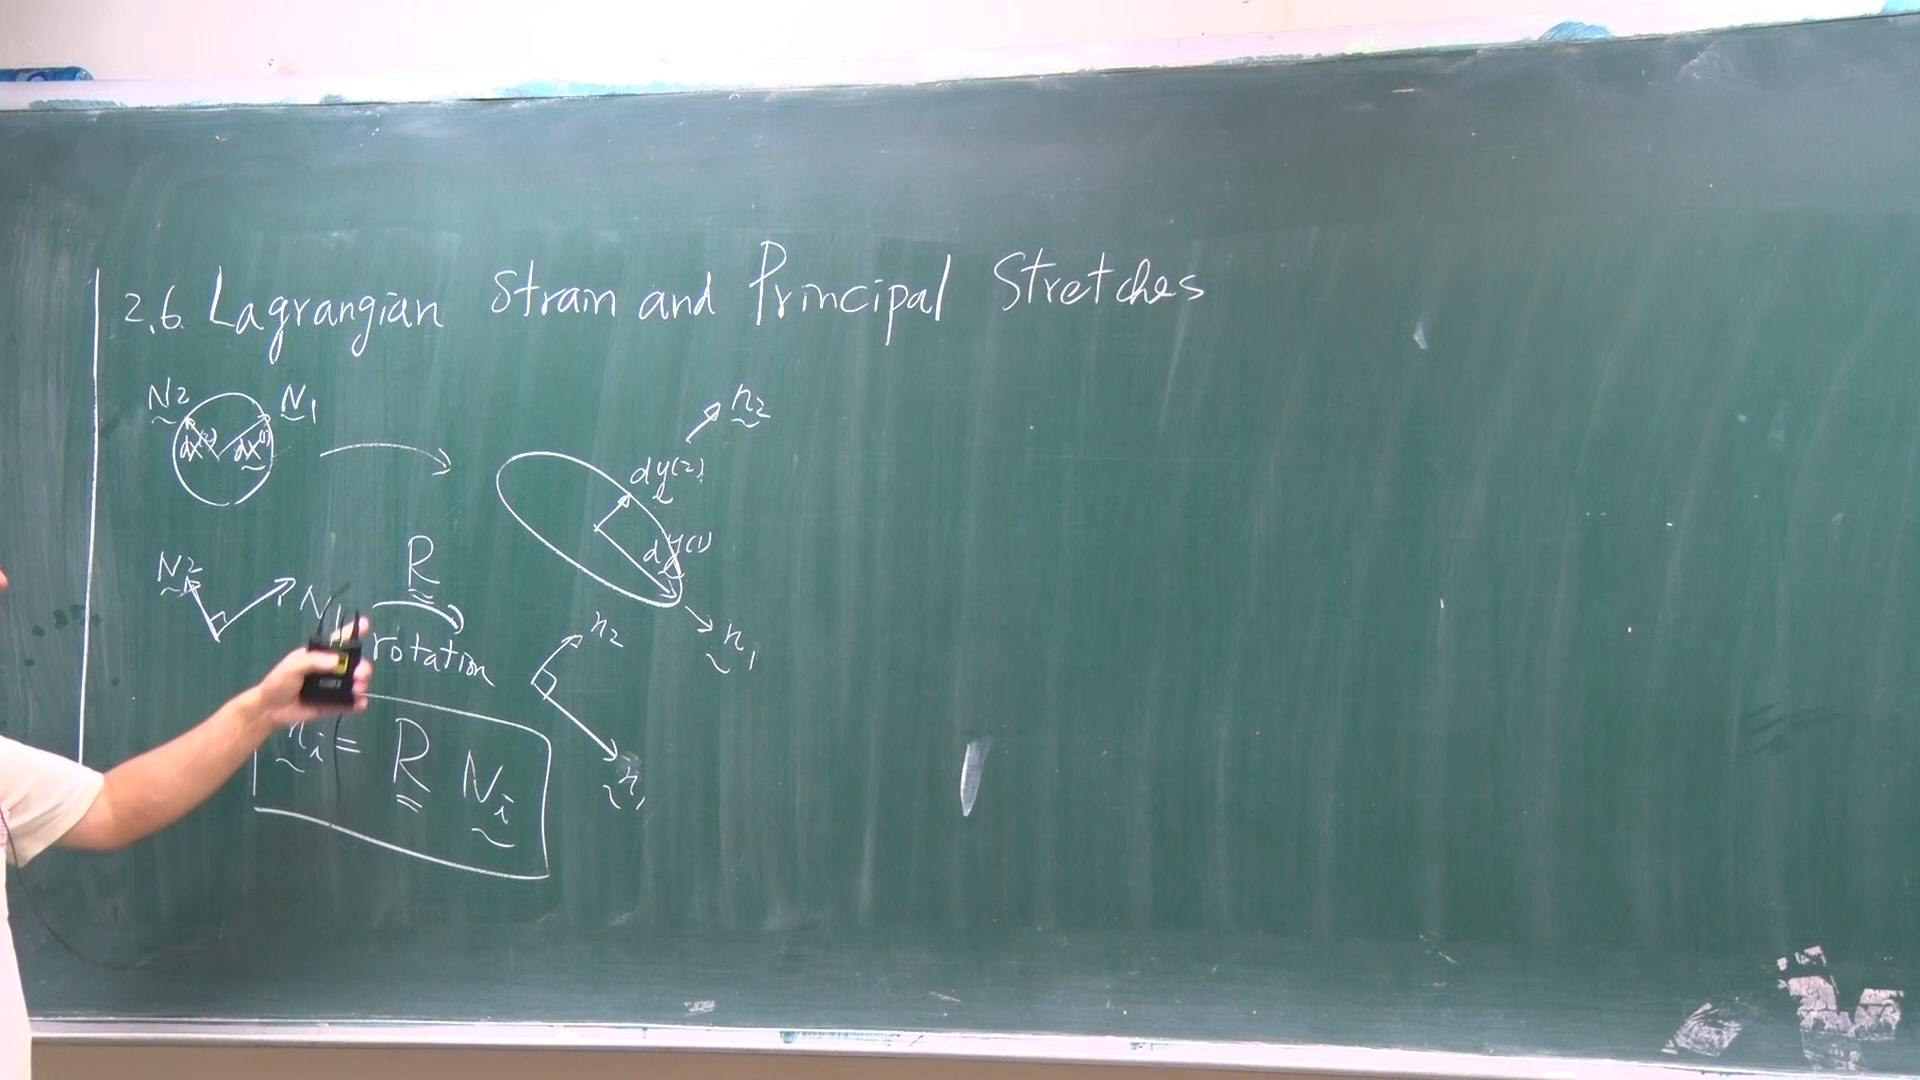 2.6. Lagrangian Strain and Principal Stretches
N2 N1
dx(2) dx(1)
n2
dy(2)
dy(1)
n1
N2 N1
R
rotation
n2
n1
ni = R Ni